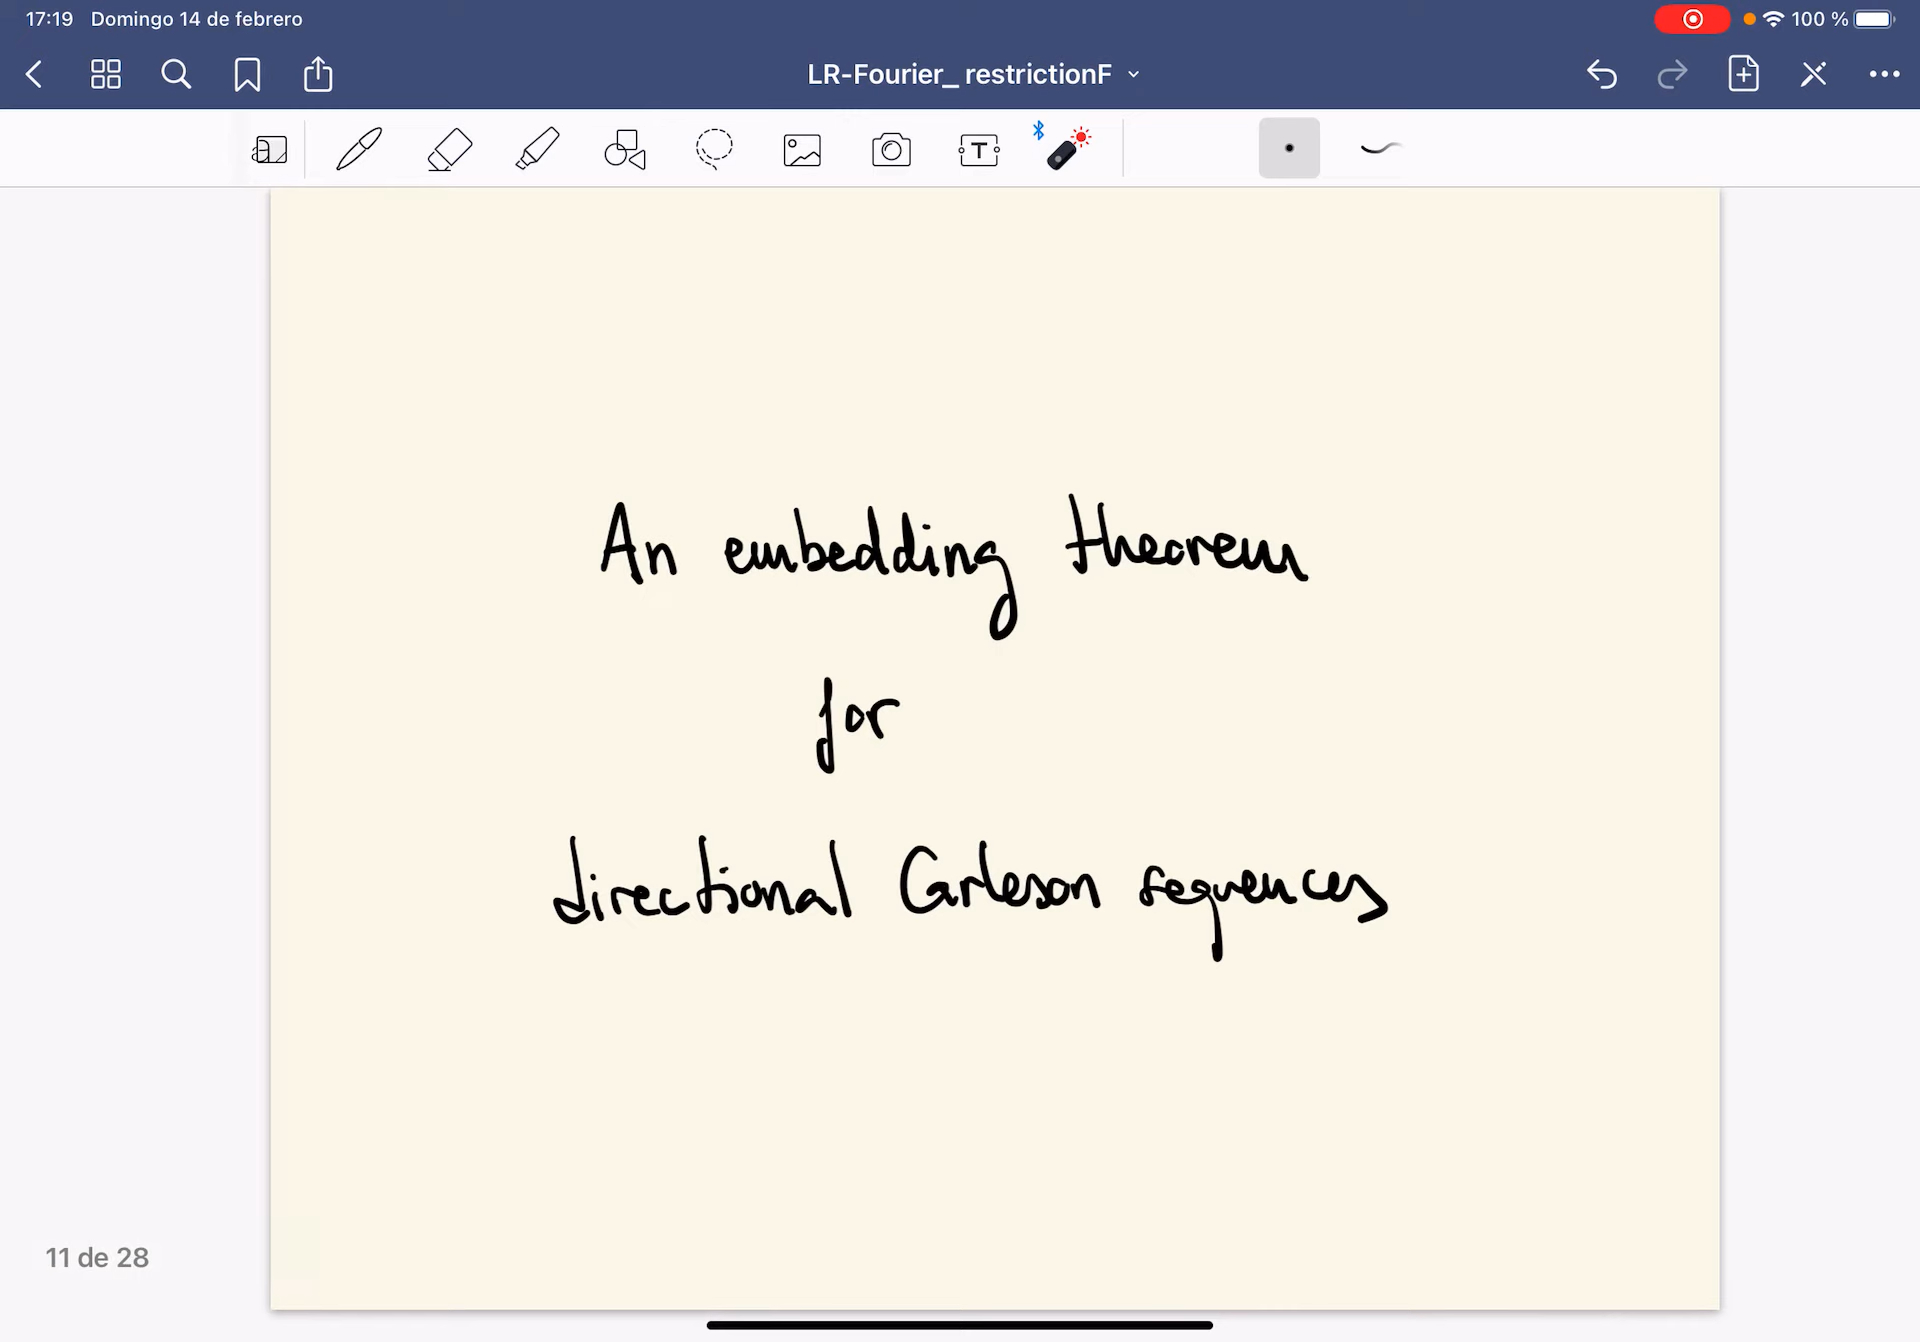 17:19 Domingo 14 de febrero 100 %
LR-Fourier_ restrictionF
An embedding theorem
for
directional Carleson sequences
11 de 28